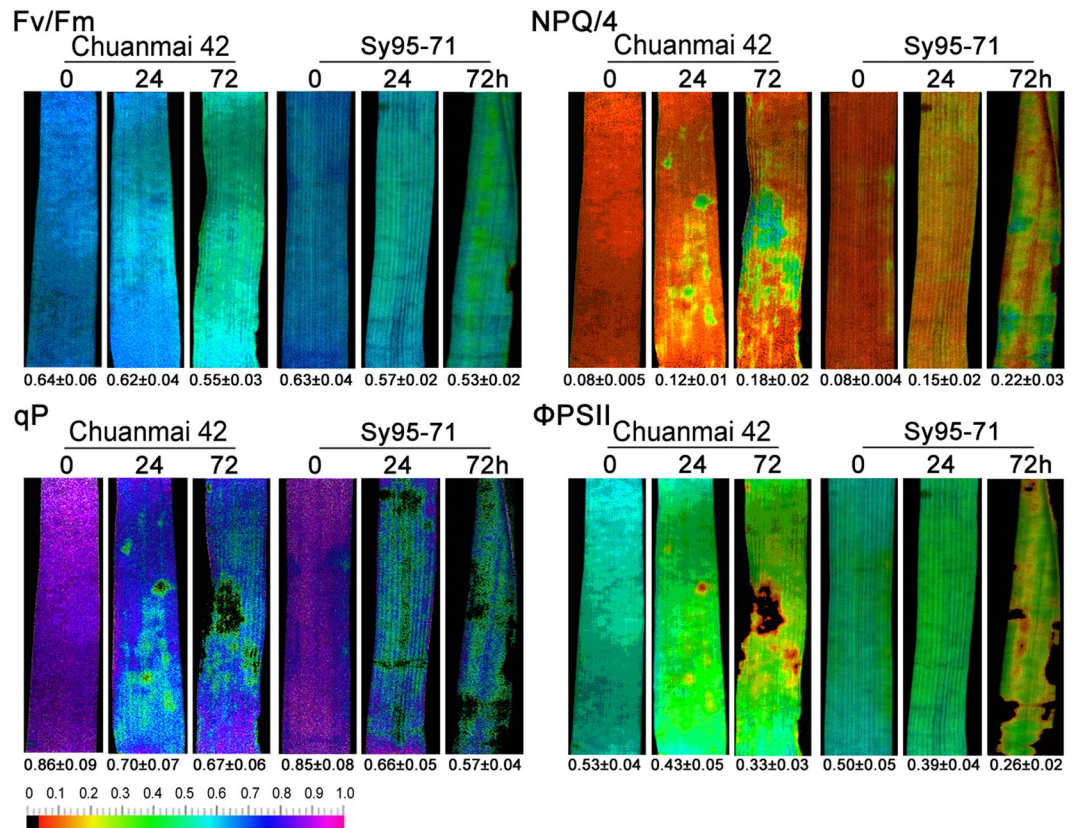 Fv/Fm
NPQ/4
Chuanmai 42 Sy95-71
0 24 72 0 24 72h
Chuanmai 42 Sy95-71
0 24 72 0 24 72h
0.64±0.06 0.62±0.04 0.55±0.03 0.63±0.04 0.57±0.02 0.53±0.02
0.08±0.005 0.12±0.01 0.18±0.02 0.08±0.004 0.15±0.02 0.22±0.03
qP
ΦPSII
Chuanmai 42 Sy95-71
0 24 72 0 24 72h
Chuanmai 42 Sy95-71
0 24 72 0 24 72h
0.86±0.09 0.70±0.07 0.67±0.06 0.85±0.08 0.66±0.05 0.57±0.04
0.53±0.04 0.43±0.05 0.33±0.03 0.50±0.05 0.39±0.04 0.26±0.02
0 0.1 0.2 0.3 0.4 0.5 0.6 0.7 0.8 0.9 1.0